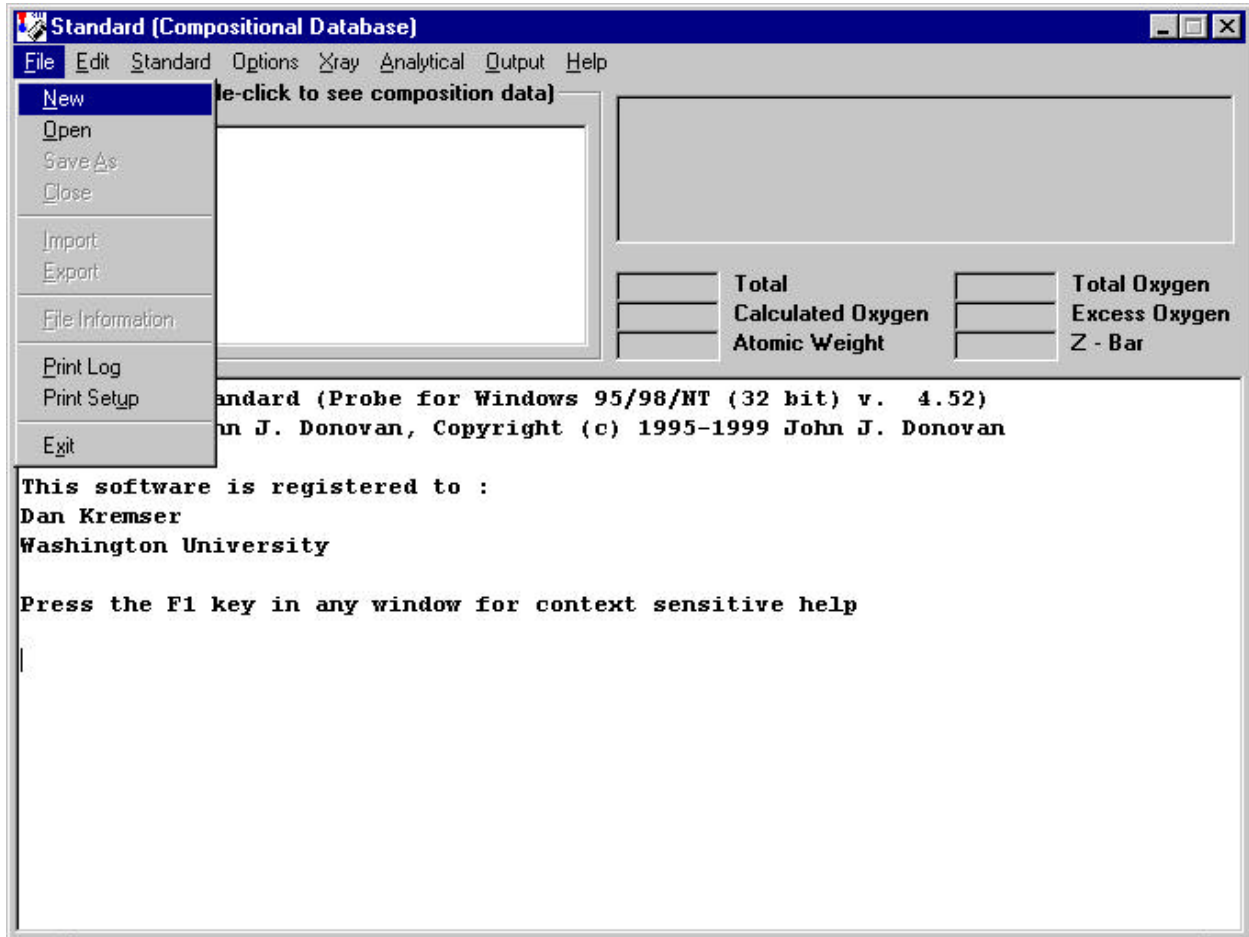 Standard (Compositional Database)
File Edit Standard Options Xray Analytical Output Help
New
Open
Save As
Close
Import
Export
File Information
Print Log
Print Setup
Exit
le-click to see composition data)
Total
Total Oxygen
Calculated Oxygen
Excess Oxygen
Atomic Weight
Z - Bar
andard (Probe for Windows 95/98/NT (32 bit) v. 4.52)
nn J. Donovan, Copyright (c) 1995-1999 John J. Donovan
This software is registered to :
Dan Kremser
Washington University
Press the F1 key in any window for context sensitive help